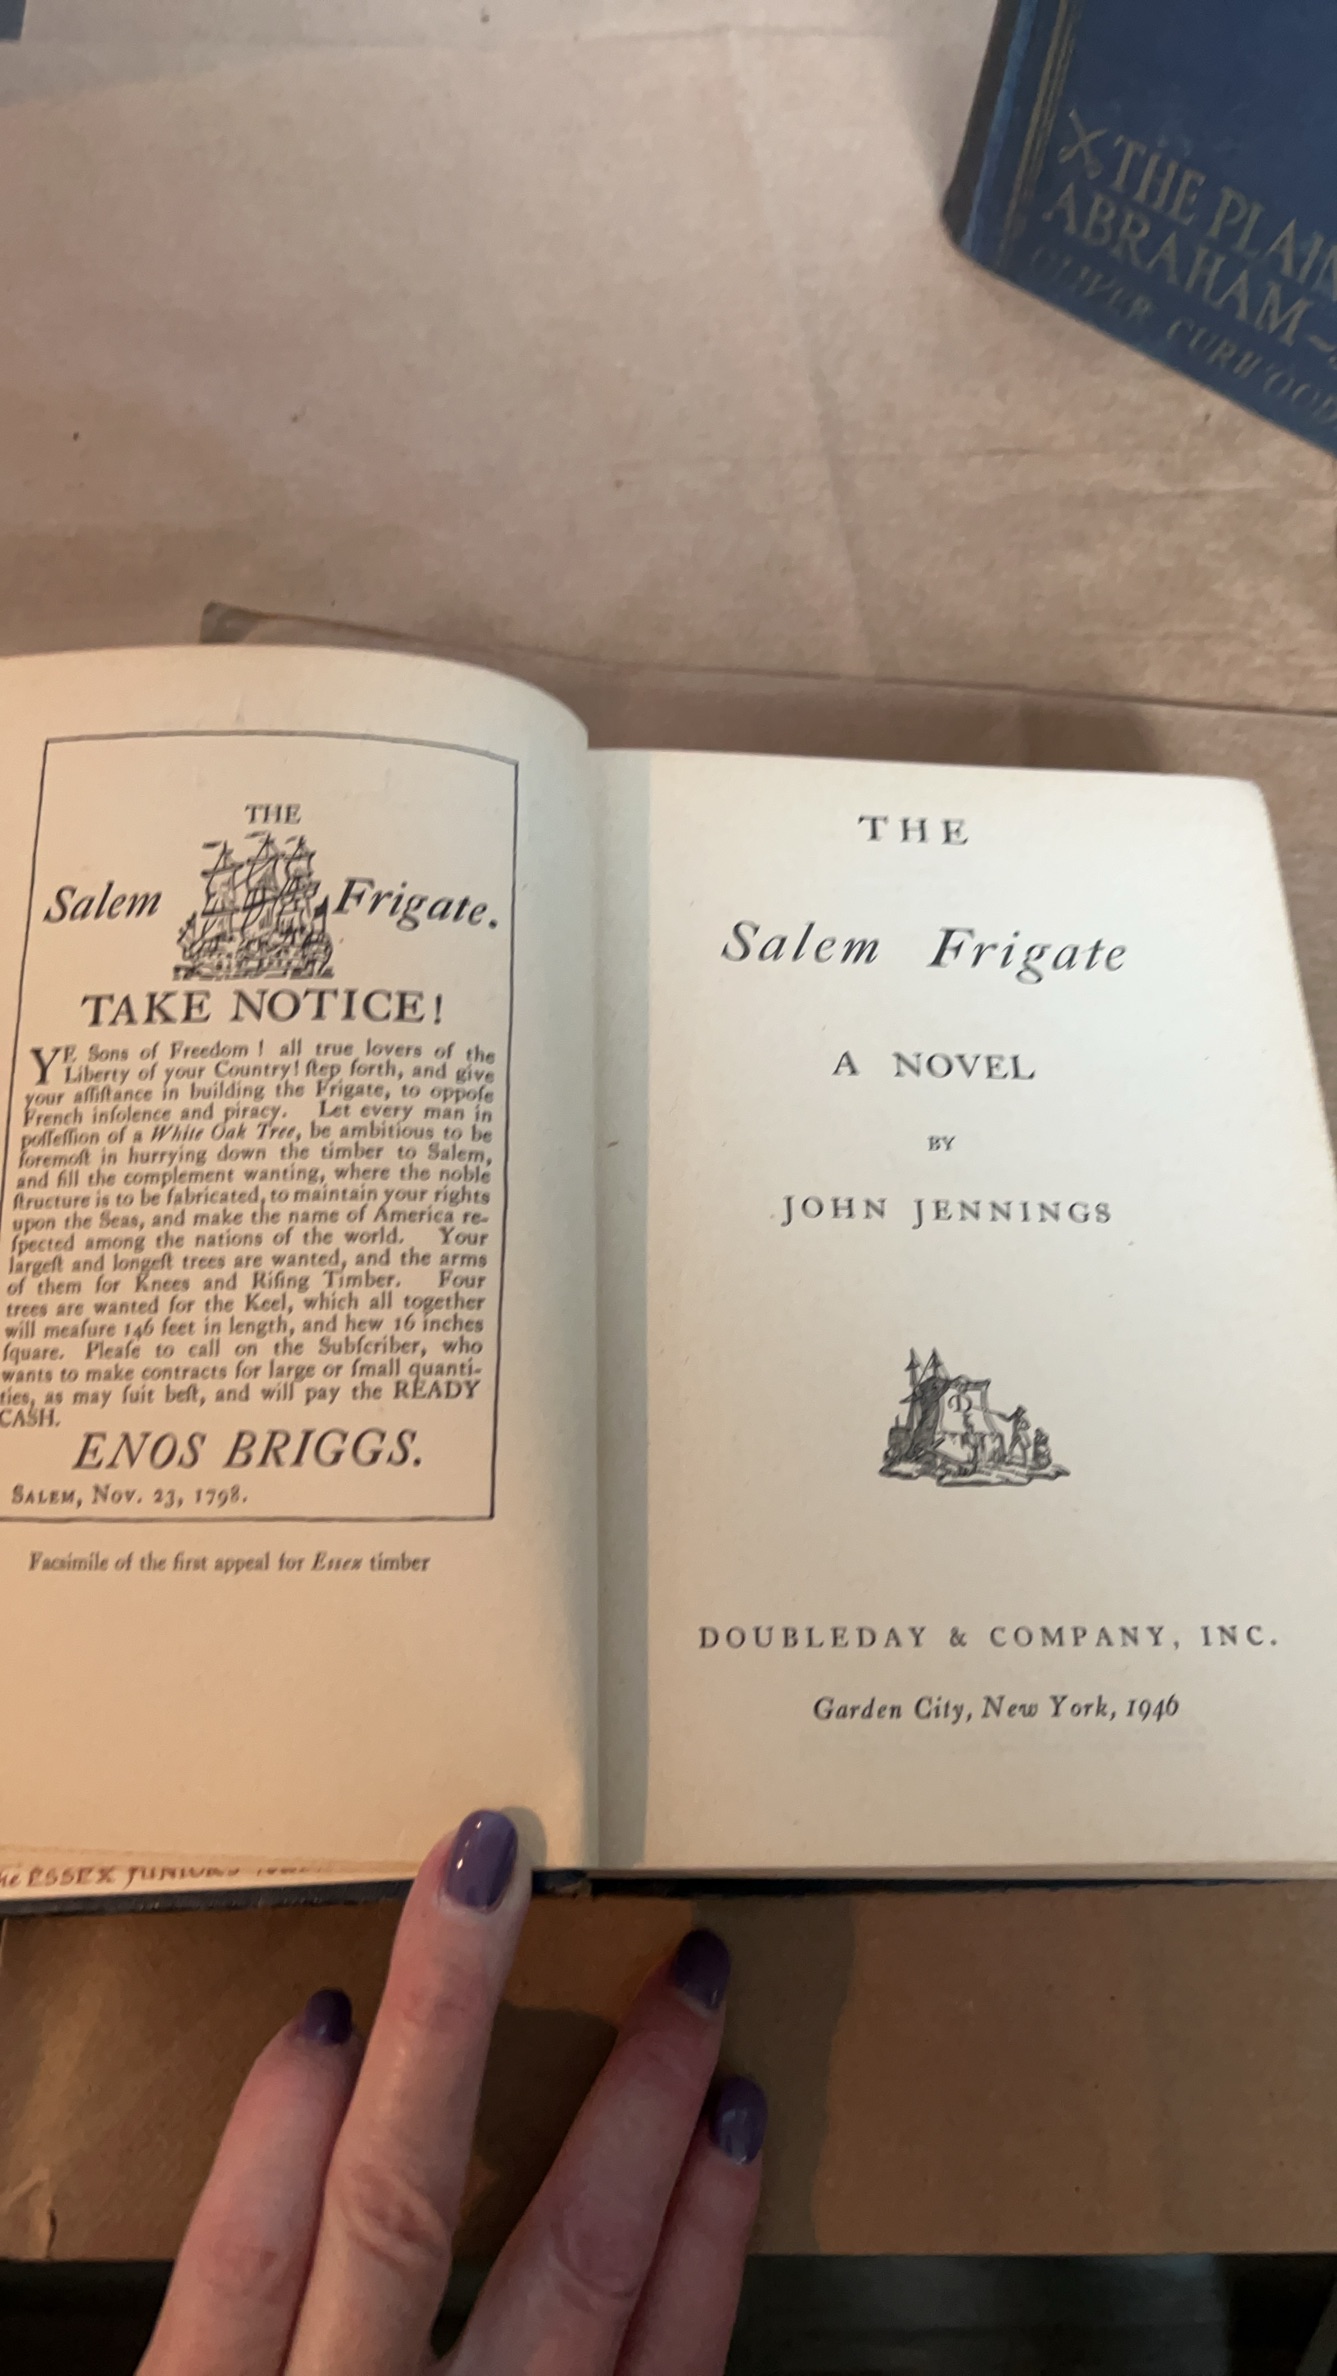 THE PLAIN
ABRAHAM
OLIVER CURWOOD
THE
Salem Frigate.
TAKE NOTICE!
YE Sons of Freedom! all true lovers of the
Liberty of your Country! ſtep forth, and give
your aſſiſtance in building the Frigate, to oppoſe
French inſolence and piracy. Let every man in
poſſeſſion of a White Oak Tree, be ambitious to be
foremoſt in hurrying down the timber to Salem,
and fill the complement wanting, where the noble
ſtructure is to be fabricated, to maintain your rights
upon the Seas, and make the name of America re-
ſpected among the nations of the world. Your
largeſt and longeſt trees are wanted, and the arms
of them for Knees and Riſing Timber. Four
trees are wanted for the Keel, which all together
will meaſure 146 feet in length, and hew 16 inches
ſquare. Pleaſe to call on the Subſcriber, who
wants to make contracts for large or ſmall quanti-
ties, as may ſuit beſt, and will pay the READY
CASH.
ENOS BRIGGS.
SALEM, Nov. 23, 1798.
Facsimile of the first appeal for Essex timber
he ESSEX JUNIOR'S
THE
Salem Frigate
A NOVEL
BY
JOHN JENNINGS
D
DOUBLEDAY & COMPANY, INC.
Garden City, New York, 1946